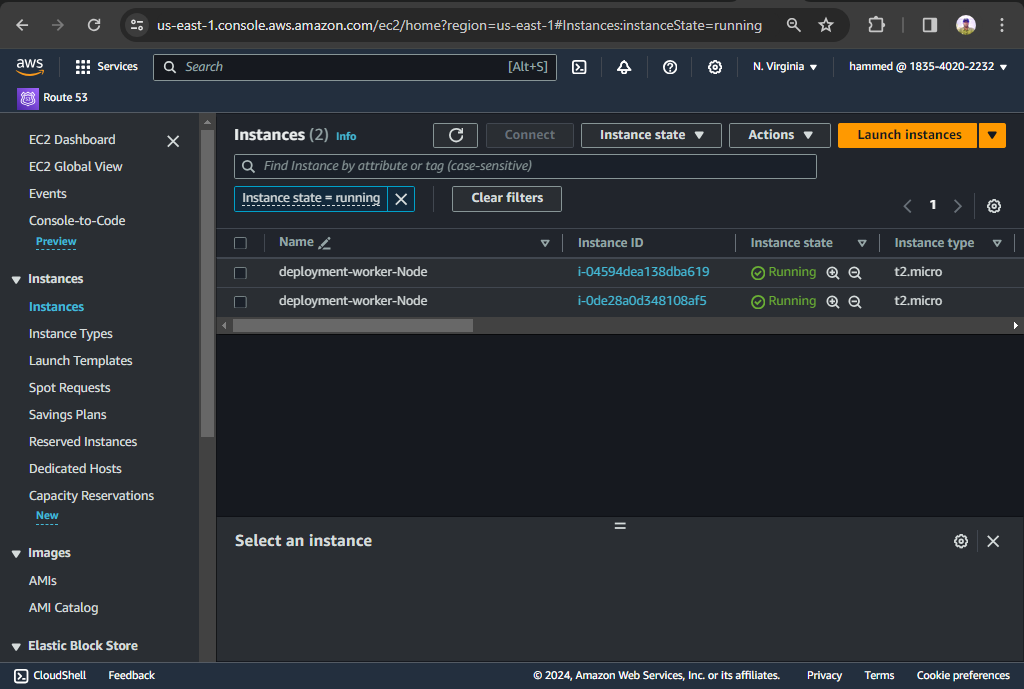 us-east-1.console.aws.amazon.com/ec2/home?region=us-east-1#Instances:instanceState=running
aws
Services
Search
[Alt+S]
N. Virginia
hammed @ 1835-4020-2232
Route 53
EC2 Dashboard
EC2 Global View
Events
Console-to-Code
Preview
Instances
Instances
Instance Types
Launch Templates
Spot Requests
Savings Plans
Reserved Instances
Dedicated Hosts
Capacity Reservations
New
Images
AMIs
AMI Catalog
Elastic Block Store
Instances (2) Info
Connect
Instance state
Actions
Launch instances
Find Instance by attribute or tag (case-sensitive)
Instance state = running
Clear filters
1
Name Instance ID Instance state Instance type
deployment-worker-Node i-04594dea138dba619 Running t2.micro
deployment-worker-Node i-0de28a0d348108af5 Running t2.micro
Select an instance
CloudShell Feedback
© 2024, Amazon Web Services, Inc. or its affiliates. Privacy Terms Cookie preferences